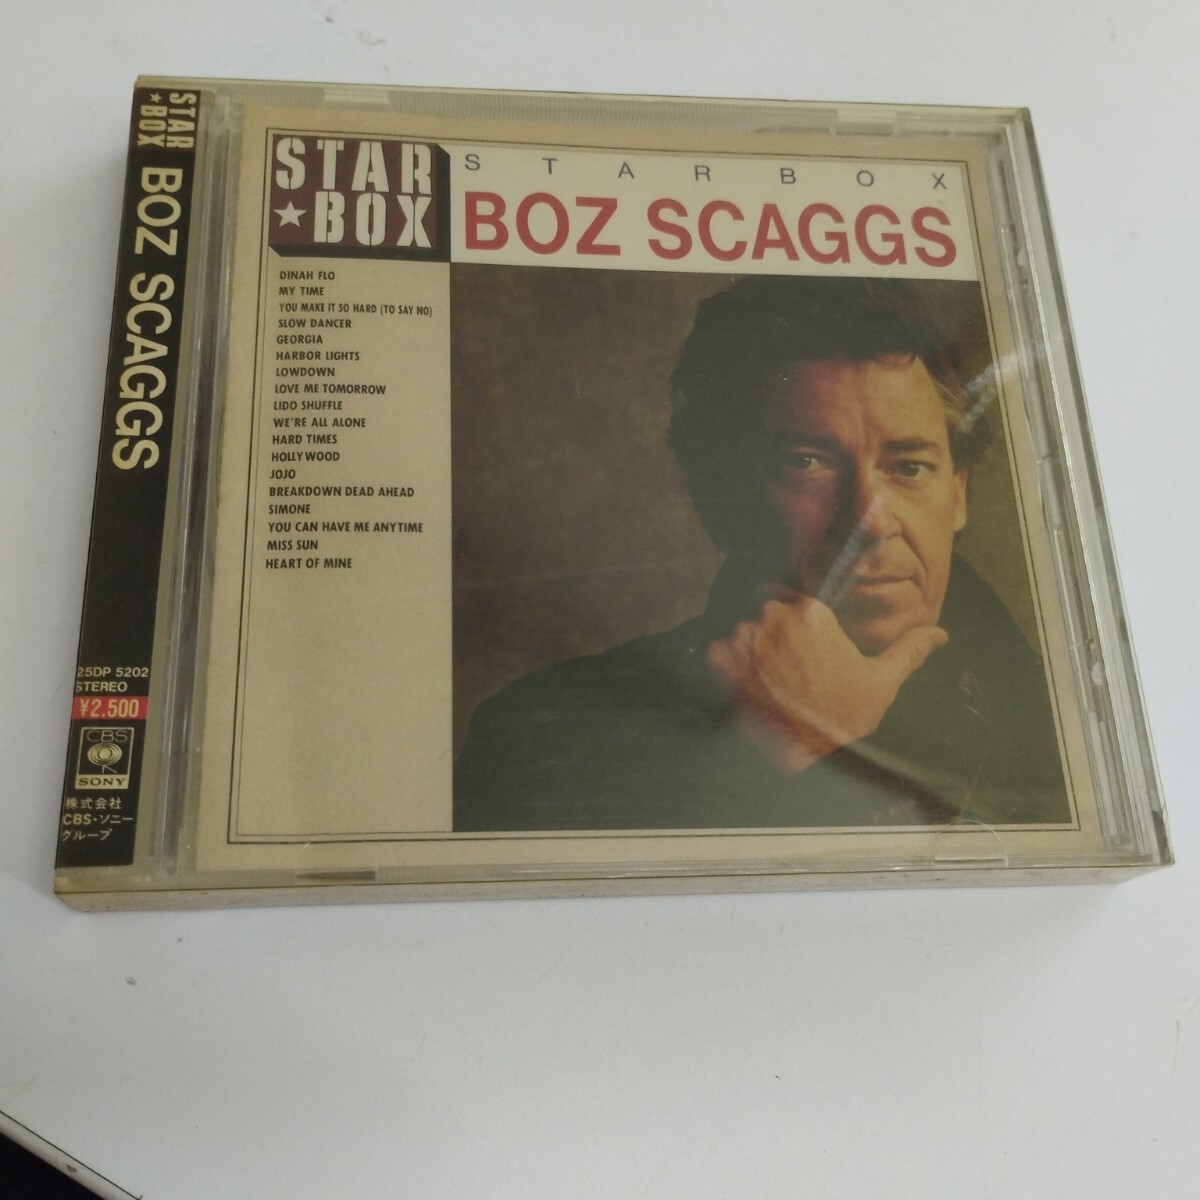 STAR
★BOX
BOZ SCAGGS
25DP 5202
STEREO
¥2,500
CBS
SONY
株式会社
CBS・ソニー
グループ
STAR
★BOX
STARBOX
BOZ SCAGGS
DINAH FLO
MY TIME
YOU MAKE IT SO HARD (TO SAY NO)
SLOW DANCER
GEORGIA
HARBOR LIGHTS
LOWDOWN
LOVE ME TOMORROW
LIDO SHUFFLE
WE'RE ALL ALONE
HARD TIMES
HOLLYWOOD
JOJO
BREAKDOWN DEAD AHEAD
SIMONE
YOU CAN HAVE ME ANYTIME
MISS SUN
HEART OF MINE